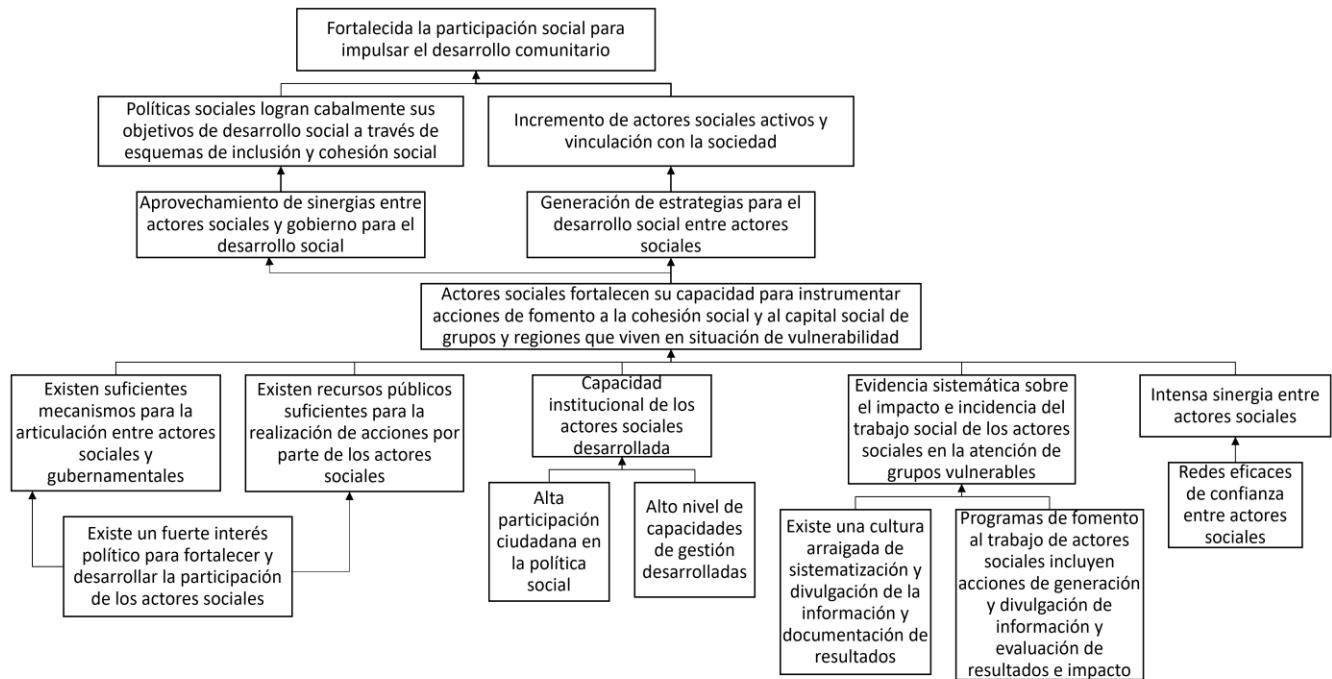 Fortalecida la participación social para
impulsar el desarrollo comunitario
Políticas sociales logran cabalmente sus
objetivos de desarrollo social a través de
esquemas de inclusión y cohesión social
Incremento de actores sociales activos y
vinculación con la sociedad
Aprovechamiento de sinergias entre
actores sociales y gobierno para el
desarrollo social
Generación de estrategias para el
desarrollo social entre actores
sociales
Actores sociales fortalecen su capacidad para instrumentar
acciones de fomento a la cohesión social y al capital social de
grupos y regiones que viven en situación de vulnerabilidad
Existen suficientes
mecanismos para la
articulación entre actores
sociales y
gubernamentales
Existen recursos públicos
suficientes para la
realización de acciones por
parte de los actores
sociales
Capacidad
institucional de los
actores sociales
desarrollada
Evidencia sistemática sobre
el impacto e incidencia del
trabajo social de los actores
sociales en la atención de
grupos vulnerables
Intensa sinergia entre
actores sociales
Existe un fuerte interés
político para fortalecer y
desarrollar la participación
de los actores sociales
Alta
participación
ciudadana en
la política
social
Alto nivel de
capacidades
de gestión
desarrolladas
Existe una cultura
arraigada de
sistematización y
divulgación de la
información y
documentación de
resultados
Programas de fomento
al trabajo de actores
sociales incluyen
acciones de generación
y divulgación de
información y
evaluación de
resultados e impacto
Redes eficaces
de confianza
entre actores
sociales